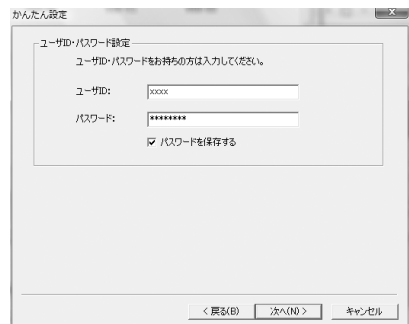 かんたん設定
ユーザID・パスワード設定
ユーザID・パスワードをお持ちの方は入力してください。
ユーザID:
xxxx
パスワード:
********
パスワードを保存する
< 戻る(B)
次へ(N) >
キャンセル